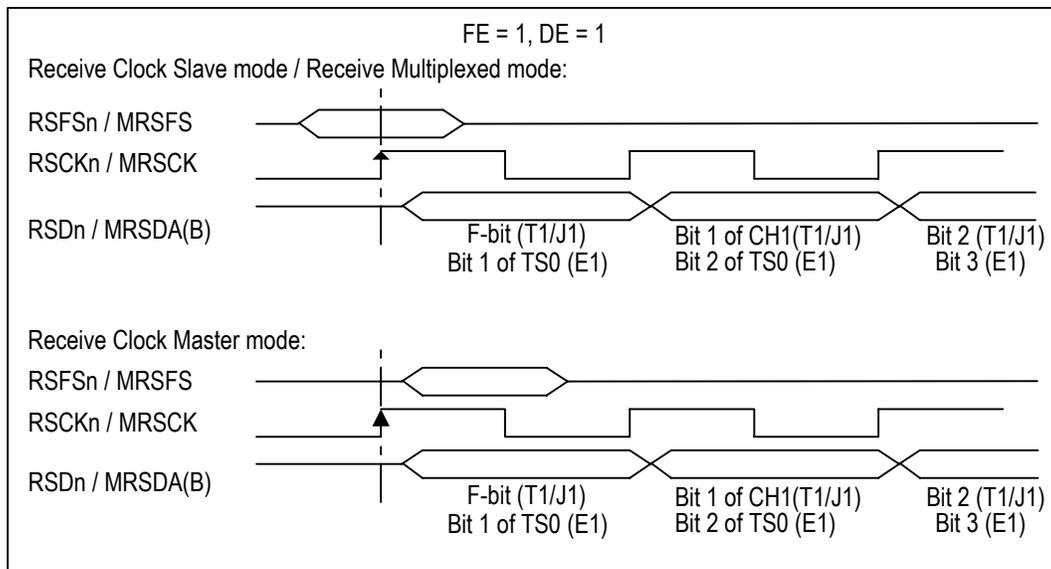 FE = 1, DE = 1
Receive Clock Slave mode / Receive Multiplexed mode:
RSFSn / MRSFS
RSCKn / MRSCK
RSDn / MRSDA(B)
F-bit (T1/J1)
Bit 1 of TS0 (E1)
Bit 1 of CH1(T1/J1)
Bit 2 of TS0 (E1)
Bit 2 (T1/J1)
Bit 3 (E1)
Receive Clock Master mode:
RSFSn / MRSFS
RSCKn / MRSCK
RSDn / MRSDA(B)
F-bit (T1/J1)
Bit 1 of TS0 (E1)
Bit 1 of CH1(T1/J1)
Bit 2 of TS0 (E1)
Bit 2 (T1/J1)
Bit 3 (E1)